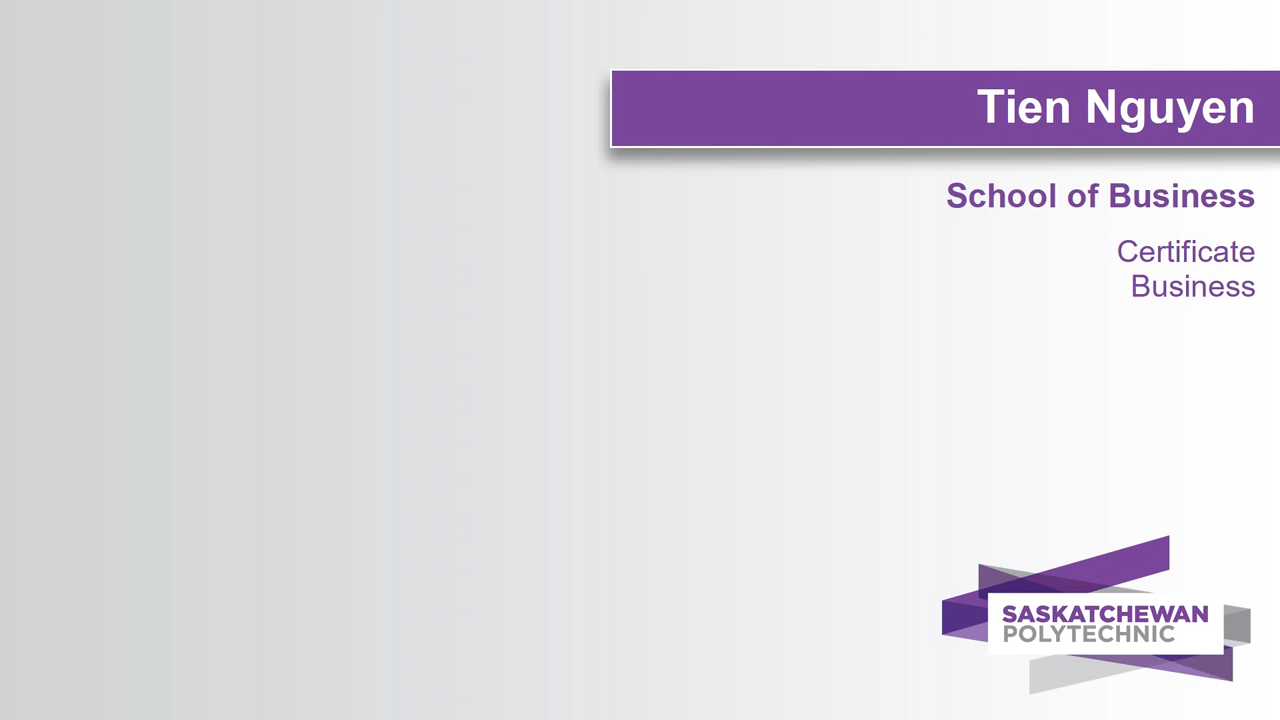 Tien Nguyen
School of Business
Certificate
Business
SASKATCHEWAN
POLYTECHNIC